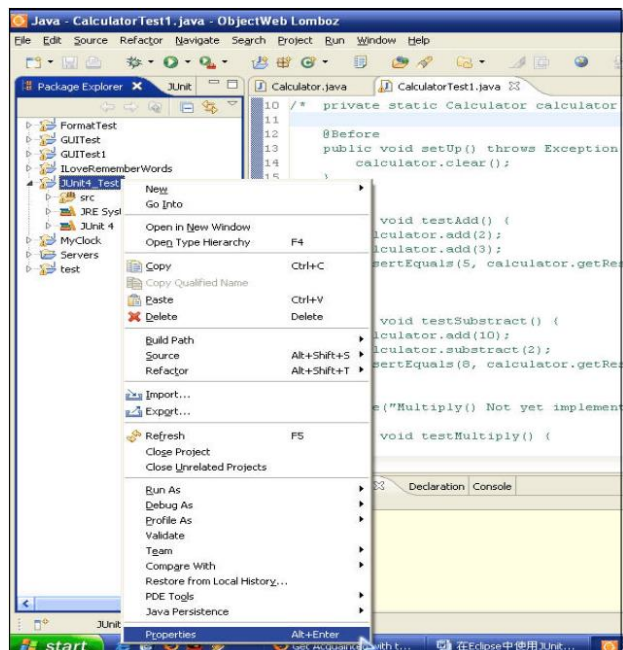 Java - CalculatorTest1.java - ObjectWeb Lomboz
File Edit Source Refactor Navigate Search Project Run Window Help
Package Explorer JUnit
Calculator.java CalculatorTest1.java
FormatTest
GUITest
GUITest1
ILoveRememberWords
JUnit4_Test
src
JRE Sys
JUnit 4
MyClock
Servers
test
10 /* private static Calculator calculator
11
12 @Before
13 public void setUp() throws Exception
14 calculator.clear();
15 }
void testAdd() {
lculator.add(2);
lculator.add(3);
sertEquals(5, calculator.getRes
void testSubstract() {
lculator.add(10);
lculator.substract(2);
sertEquals(8, calculator.getRes
e("Multiply() Not yet implement
void testMultiply() {
New
Go Into
Open in New Window
Open Type Hierarchy F4
Copy Ctrl+C
Copy Qualified Name
Paste Ctrl+V
Delete Delete
Build Path
Source Alt+Shift+S
Refactor Alt+Shift+T
Import...
Export...
Refresh F5
Close Project
Close Unrelated Projects
Run As
Debug As
Profile As
Validate
Team
Compare With
Restore from Local History...
PDE Tools
Java Persistence
Properties Alt+Enter
Declaration Console
JUnit
start
with t...
在Eclipse中使用JUnit...